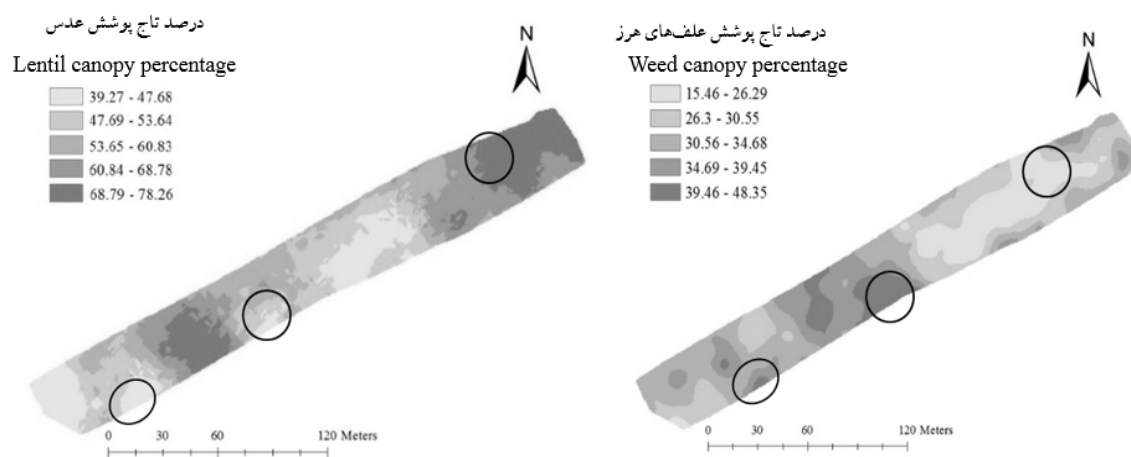 درصد تاج پوشش عدس
Lentil canopy percentage
39.27 - 47.68
47.69 - 53.64
53.65 - 60.83
60.84 - 68.78
68.79 - 78.26
N
0 30 60 120 Meters
درصد تاج پوشش علف‌های هرز
Weed canopy percentage
15.46 - 26.29
26.3 - 30.55
30.56 - 34.68
34.69 - 39.45
39.46 - 48.35
N
0 30 60 120 Meters